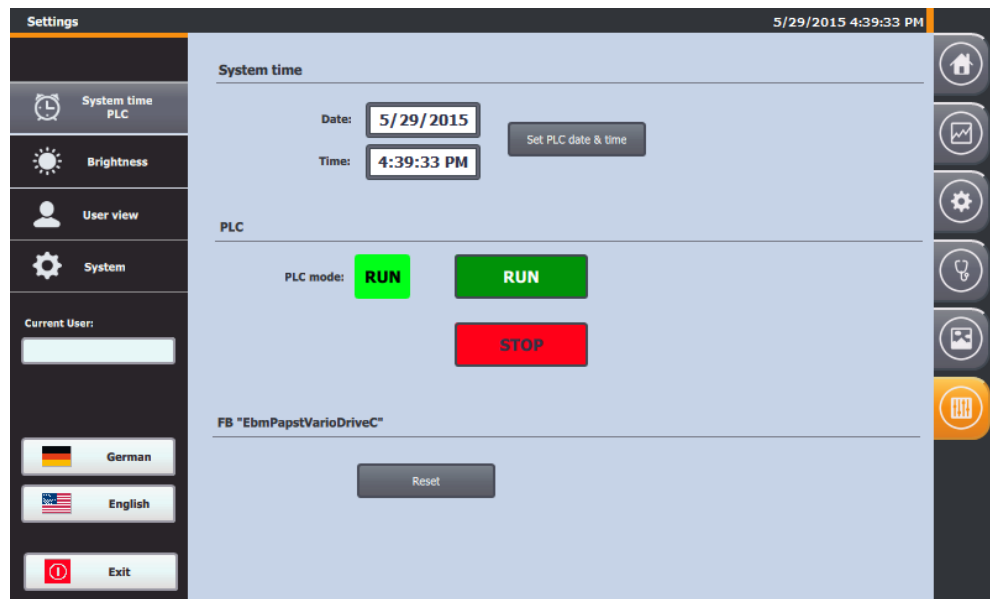 Settings
5/29/2015 4:39:33 PM
System time
PLC
Brightness
User view
System
Current User:
German
English
Exit
System time
Date:
5/29/2015
Time:
4:39:33 PM
Set PLC date & time
PLC
PLC mode:
RUN
RUN
STOP
FB "EbmPapstVarioDriveC"
Reset